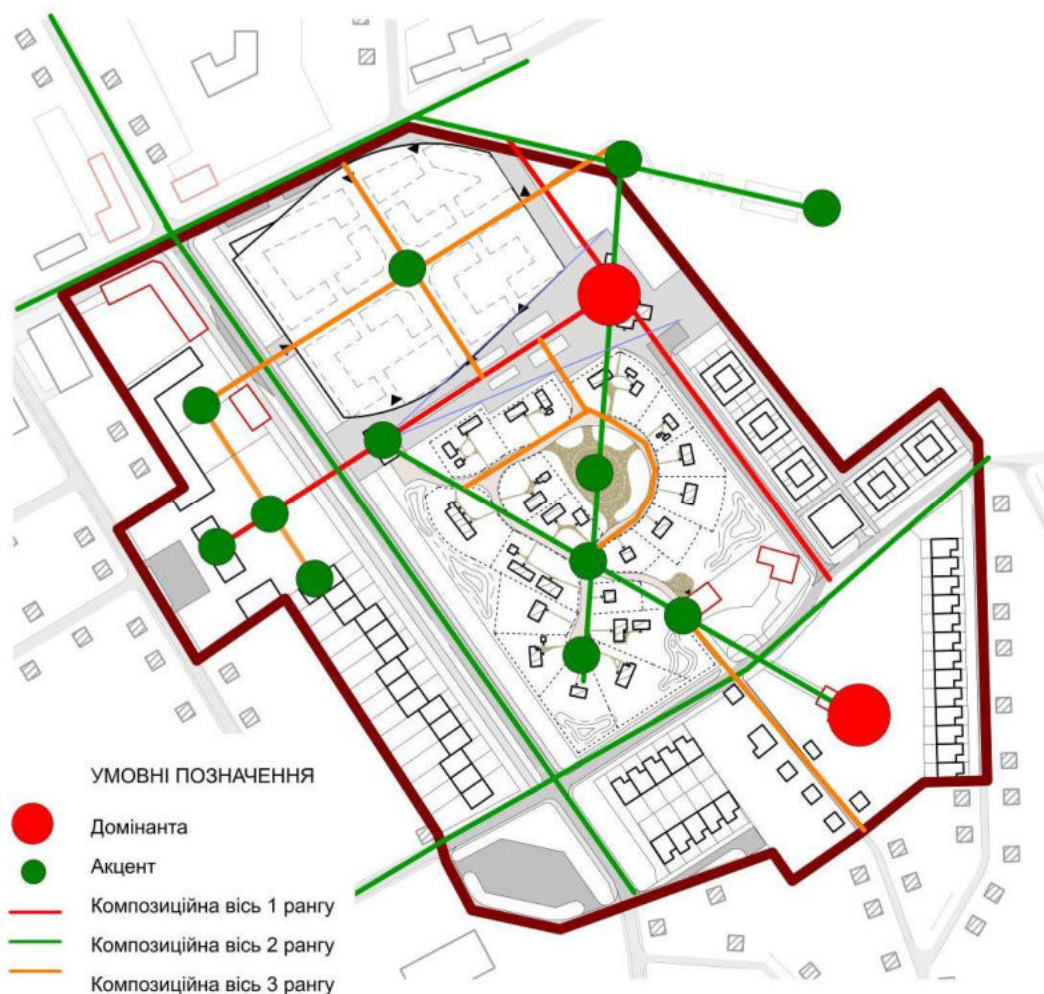 УМОВНІ ПОЗНАЧЕННЯ
Домінанта
Акцент
Композиційна вісь 1 рангу
Композиційна вісь 2 рангу
Композиційна вісь 3 рангу